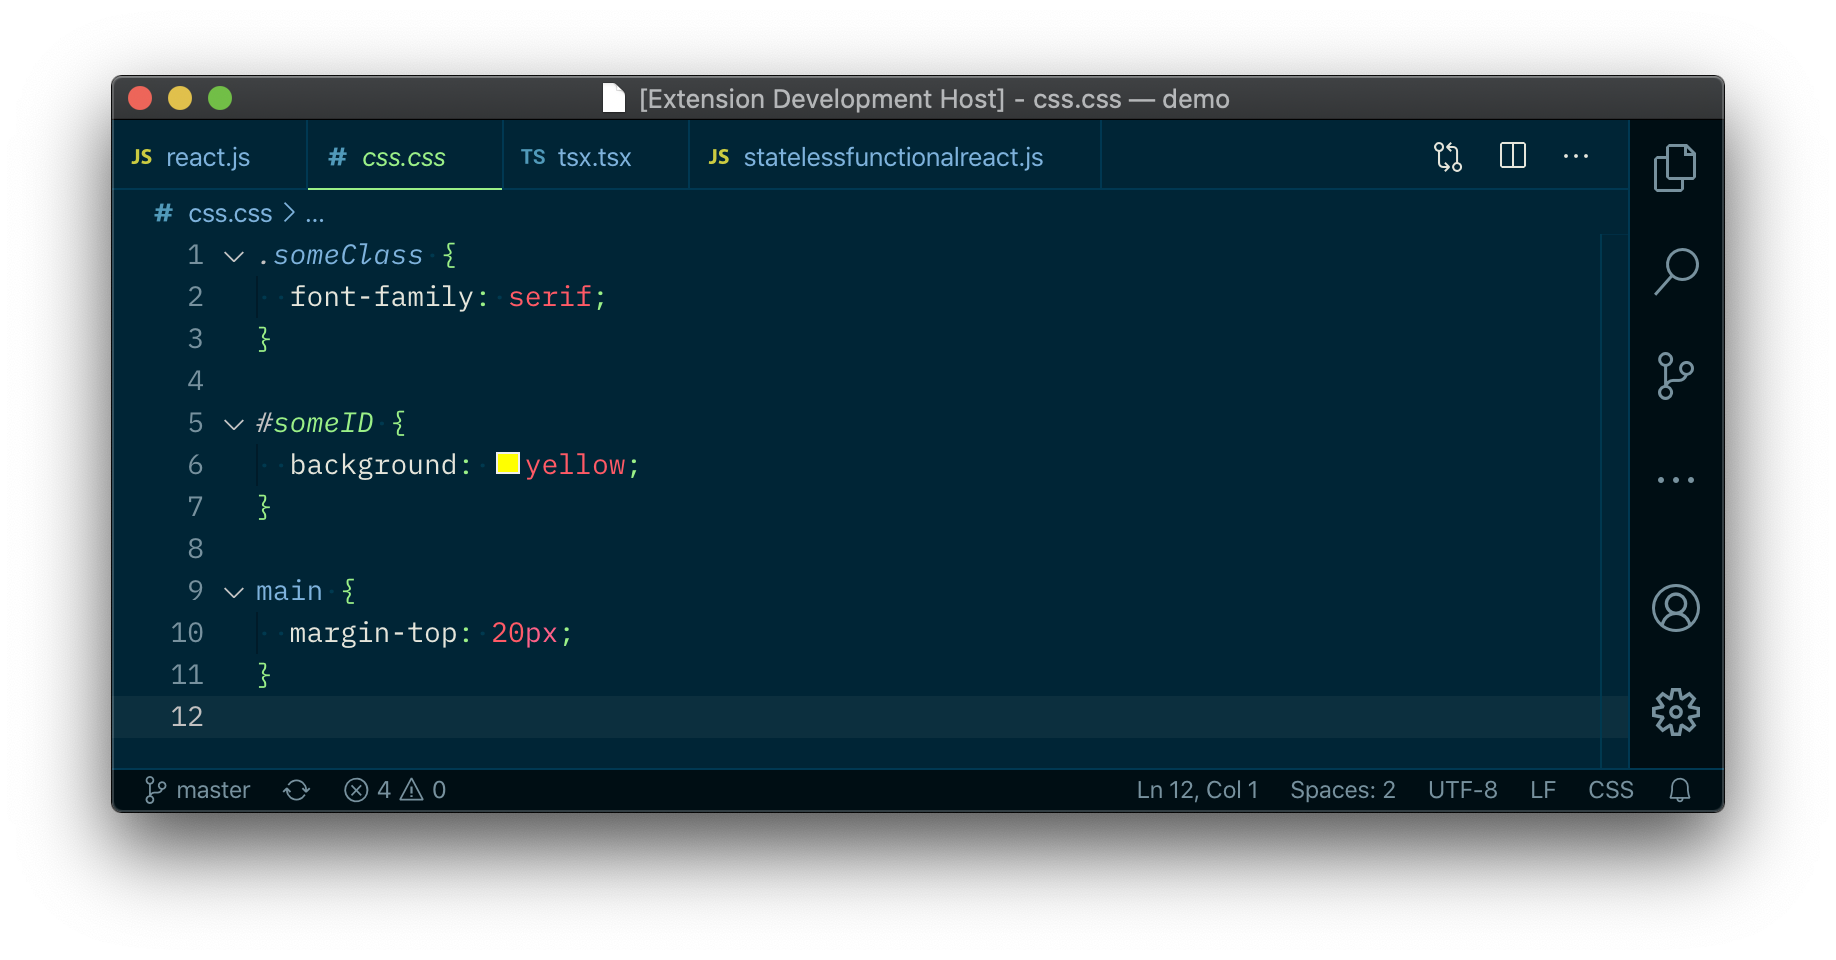 [Extension Development Host] - css.css — demo
JS react.js # css.css TS tsx.tsx JS statelessfunctionalreact.js ...
# css.css > ...
1 .someClass {
2 font-family: serif;
3 }
4
5 #someID {
6 background: yellow;
7 }
8
9 main {
10 margin-top: 20px;
11 }
12
master 4 0 Ln 12, Col 1 Spaces: 2 UTF-8 LF CSS